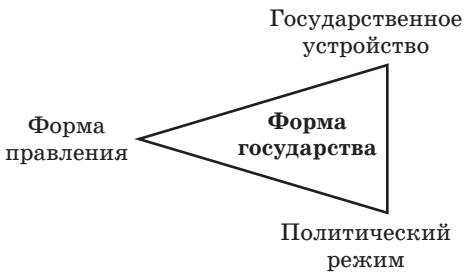 Государственное
устройство
Форма
правления
Форма
государства
Политический
режим